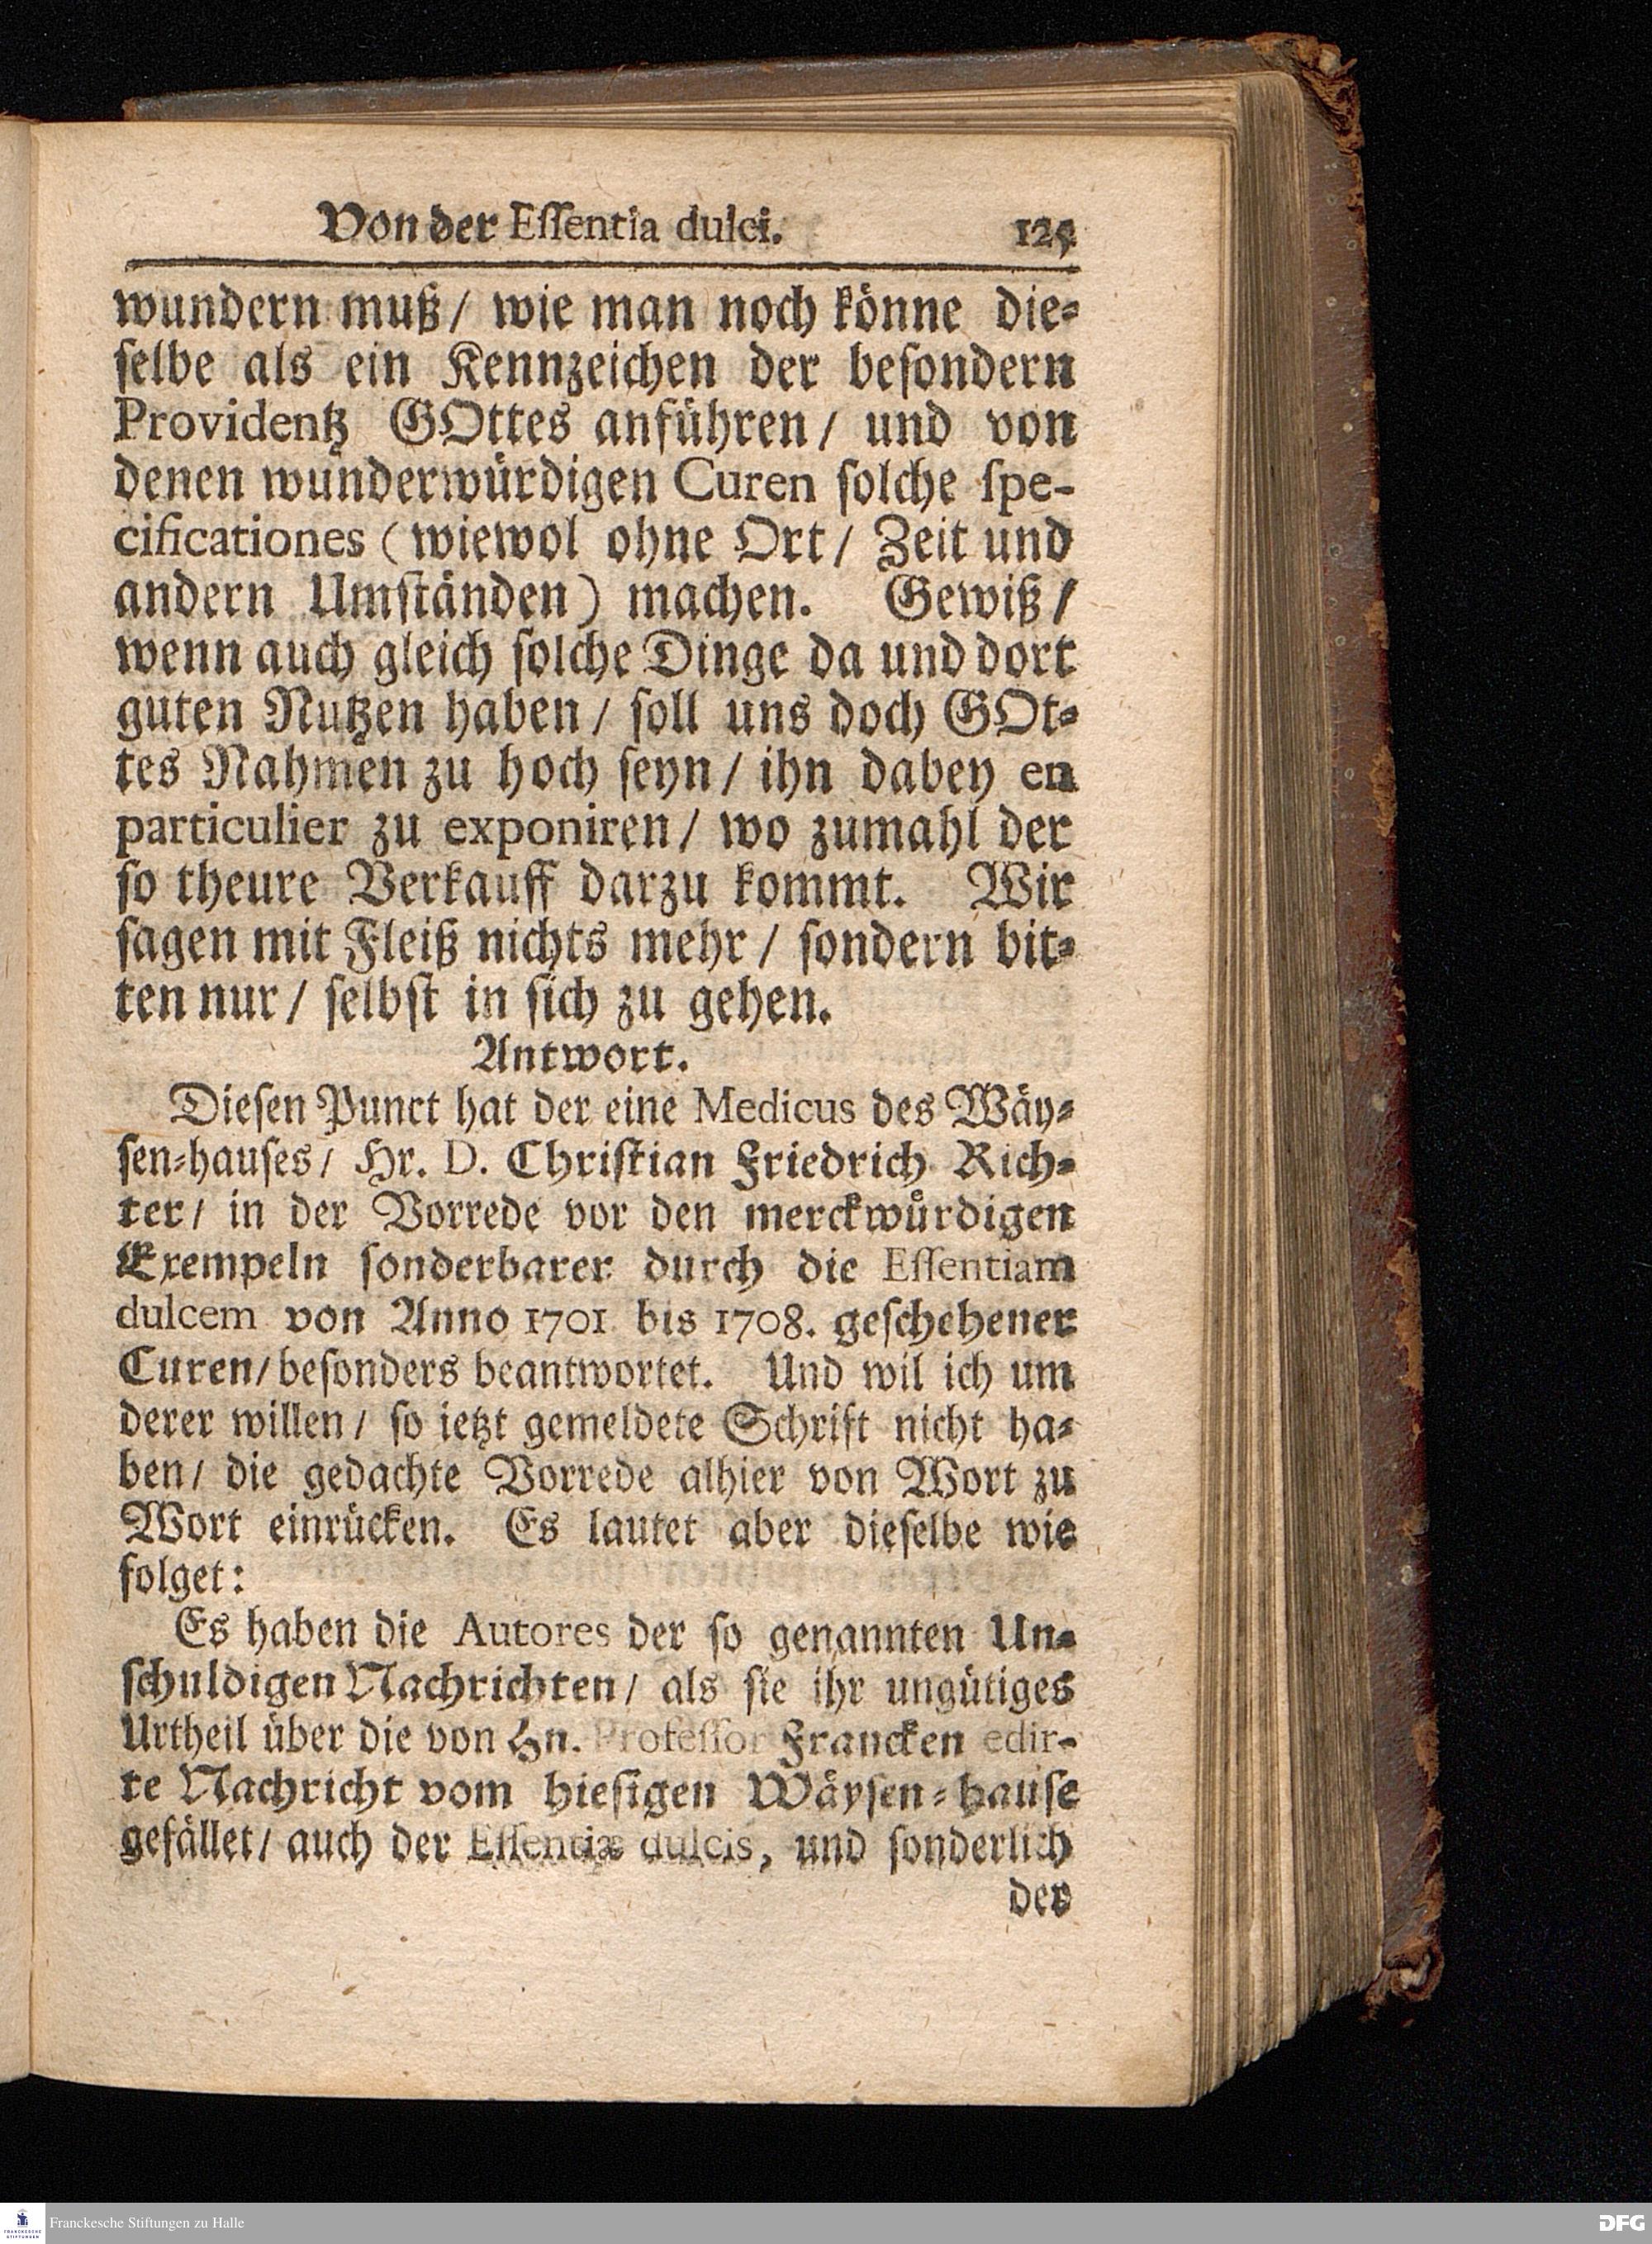 Von der Eſſentia dulci. 125
wundern muß/ wie man noch könne die⸗
ſelbe als ein Kennzeichen der beſondern
Providentz GOttes anführen/ und von
denen wunderwürdigen Curen ſolche ſpe-
cificationes (wiewol ohne Ort/ Zeit und
andern Umſtänden) machen. Gewiß/
wenn auch gleich ſolche Dinge da und dort
guten Nutzen haben/ ſoll uns doch GOt⸗
tes Nahmen zu hoch ſeyn/ ihn dabey en
particulier zu exponiren/ wo zumahl der
ſo theure Verkauff darzu kommt. Wir
ſagen mit Fleiß nichts mehr/ ſondern bit⸗
ten nur/ ſelbſt in ſich zu gehen.
Antwort.
Dieſen Punct hat der eine Medicus des Wäy⸗
ſen⸗hauſes/ Hr. D. Chriſtian Friedrich Rich⸗
ter/ in der Vorrede vor den merckwürdigen
Exempeln ſonderbarer durch die Eſſentiam
dulcem von Anno 1701 bis 1708. geſchehener
Curen/ beſonders beantwortet. Und wil ich um
derer willen/ ſo ietzt gemeldete Schrift nicht ha⸗
ben/ die gedachte Vorrede alhier von Wort zu
Wort einrücken. Es lautet aber dieſelbe wie
folget:
Es haben die Autores der ſo genannten Un⸗
ſchuldigen Nachrichten/ als ſie ihr ungütiges
Urtheil über die von Hn. Profeſſor Francken edir-
te Nachricht vom hieſigen Wäyſen⸗hauſe
gefället/ auch der Eſſentiæ dulcis, und ſonderlich
der
Franckesche Stiftungen zu Halle
FRANCKESCHE
STIFTUNGEN
DFG